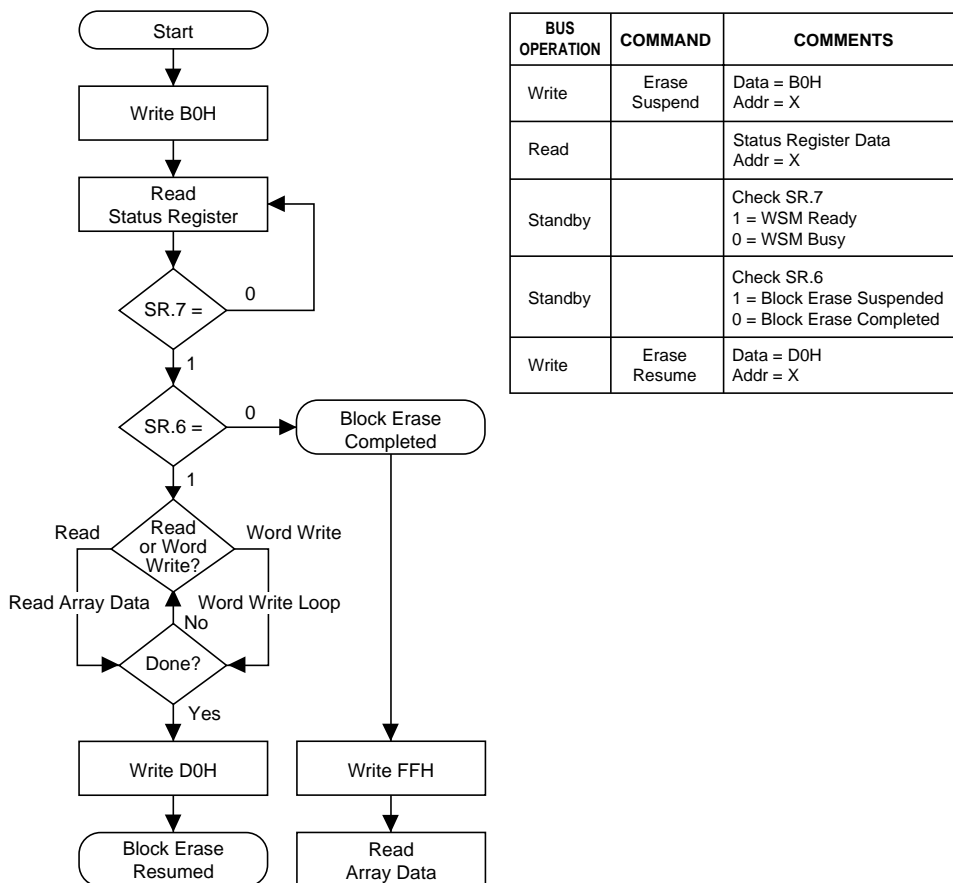 Start
Write B0H
Read
Status Register
SR.7 =
0
1
SR.6 =
0
Block Erase
Completed
1
Read
Read
or Word
Write?
Word Write
Read Array Data
Word Write Loop
No
Done?
Yes
Write D0H
Write FFH
Block Erase
Resumed
Read
Array Data
BUS
OPERATION
COMMAND
COMMENTS
Write
Erase
Suspend
Data = B0H
Addr = X
Read
Status Register Data
Addr = X
Standby
Check SR.7
1 = WSM Ready
0 = WSM Busy
Standby
Check SR.6
1 = Block Erase Suspended
0 = Block Erase Completed
Write
Erase
Resume
Data = D0H
Addr = X